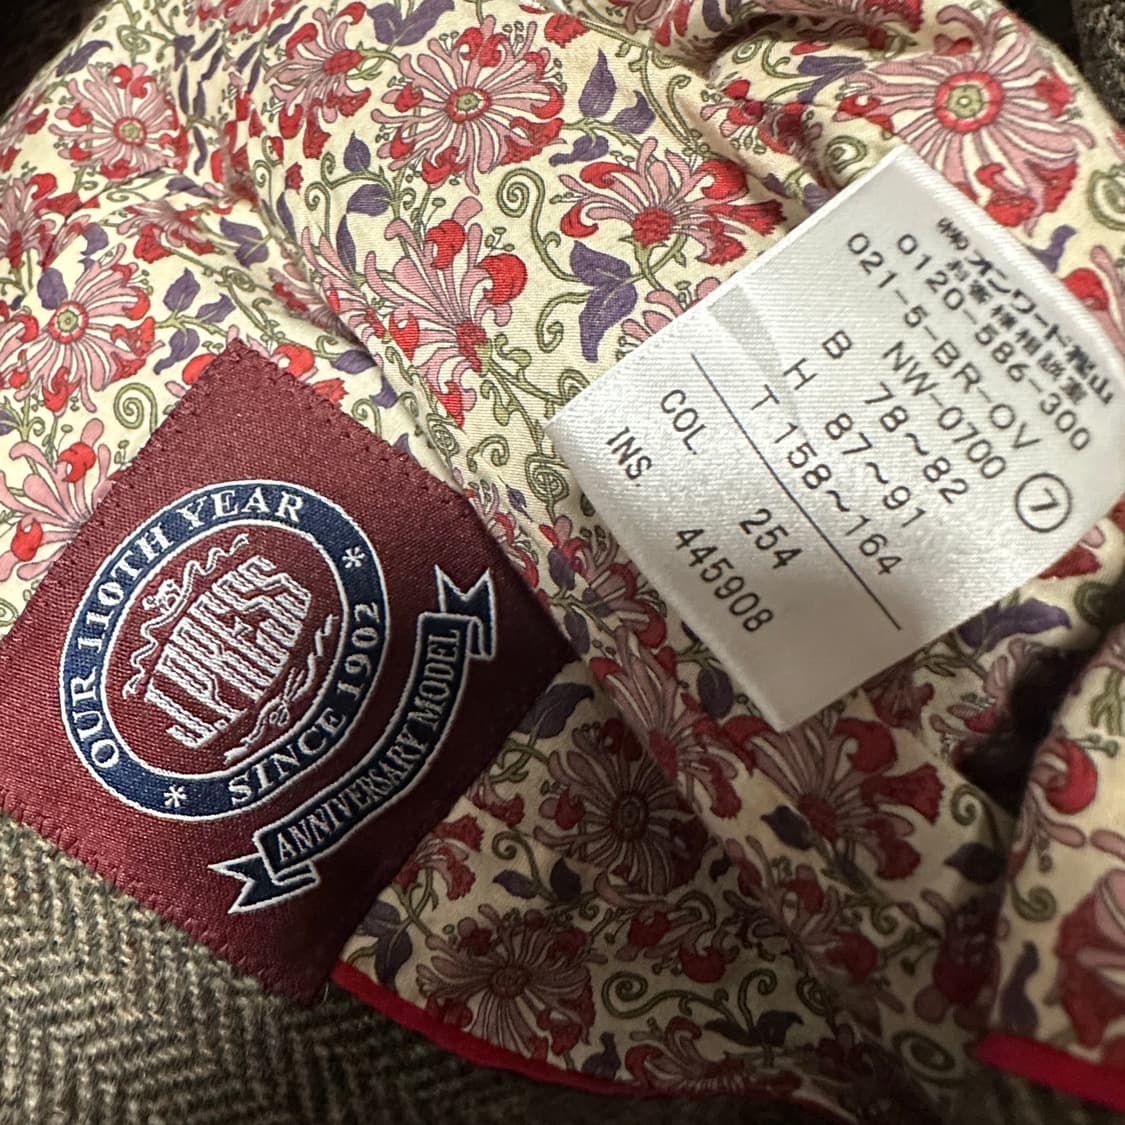 OUR 110TH YEAR
J.PRESS
SINCE 1902
ANNIVERSARY MODEL
㈱オンワード樫山
お客様相談室
0120-586-300
021-5-BR-OV
NW-0700
⑦
B 78~82
H 87~91
T 158~164
COL 254
INS 445908